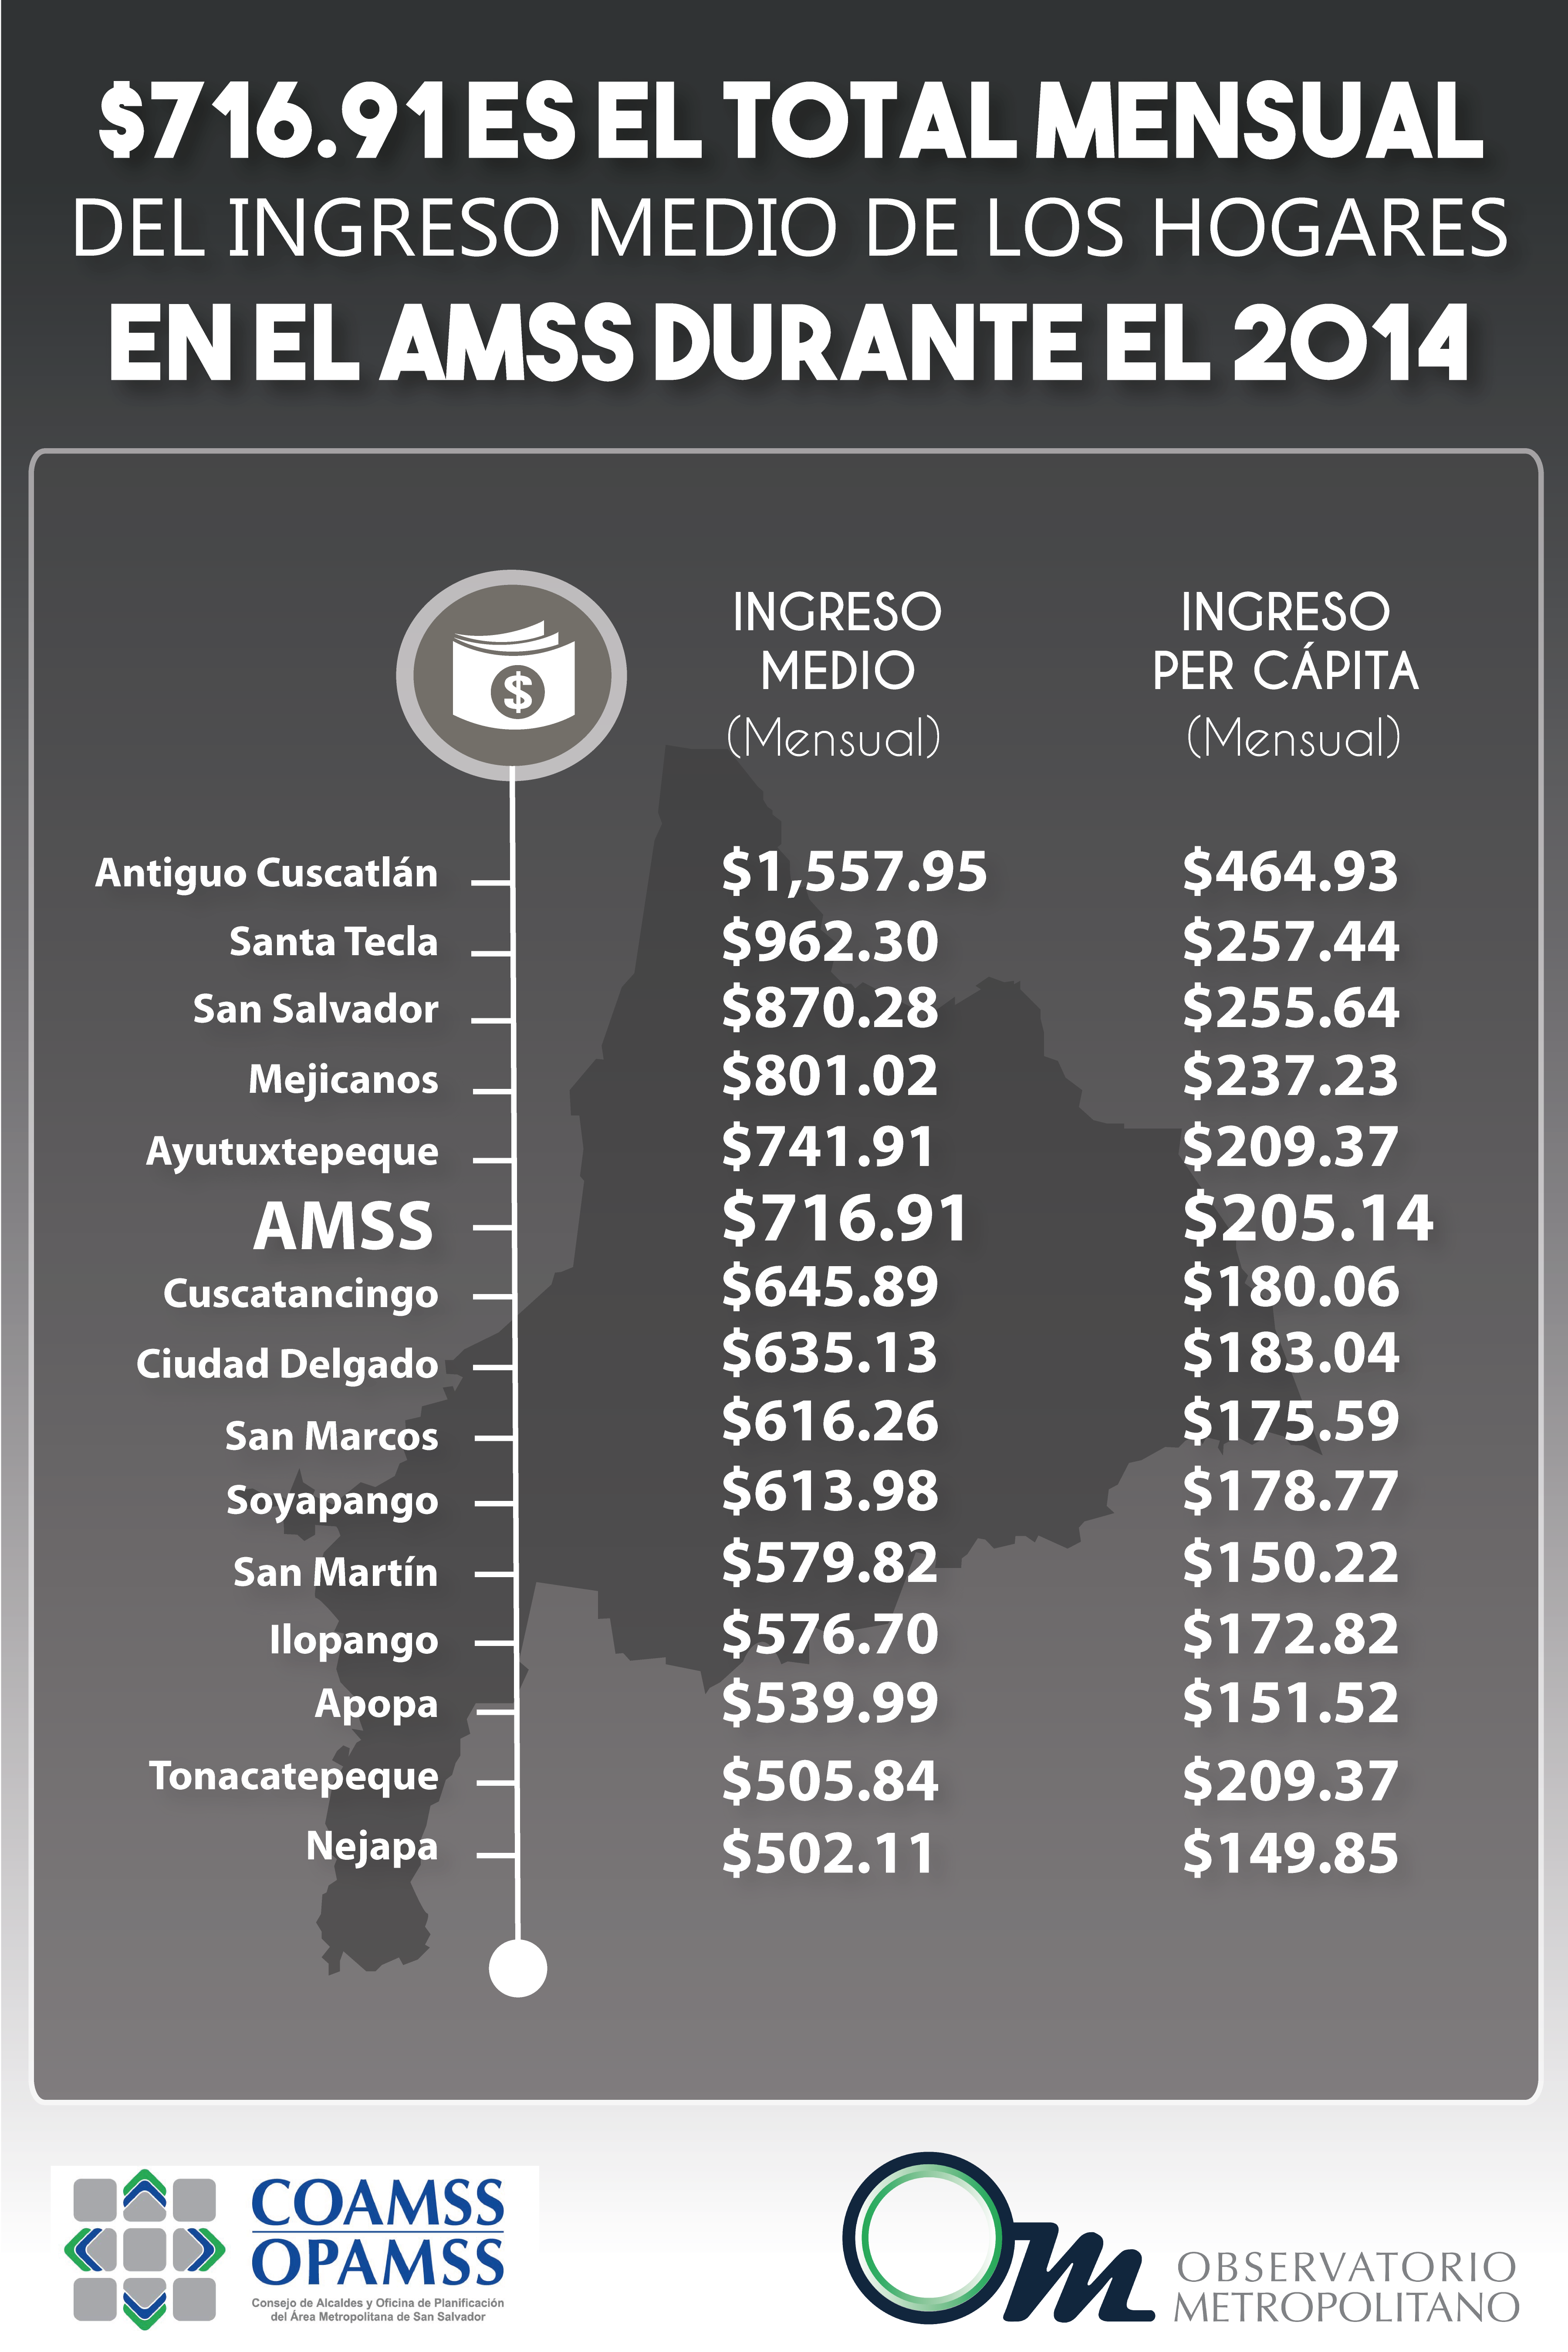 $716.91 ES EL TOTAL MENSUAL
DEL INGRESO MEDIO DE LOS HOGARES
EN EL AMSS DURANTE EL 2014
$
INGRESO MEDIO (Mensual)
INGRESO PER CÁPITA (Mensual)
Antiguo Cuscatlán $1,557.95 $464.93
Santa Tecla $962.30 $257.44
San Salvador $870.28 $255.64
Mejicanos $801.02 $237.23
Ayutuxtepeque $741.91 $209.37
AMSS $716.91 $205.14
Cuscatancingo $645.89 $180.06
Ciudad Delgado $635.13 $183.04
San Marcos $616.26 $175.59
Soyapango $613.98 $178.77
San Martín $579.82 $150.22
Ilopango $576.70 $172.82
Apopa $539.99 $151.52
Tonacatepeque $505.84 $209.37
Nejapa $502.11 $149.85
COAMSS
OPAMSS
Consejo de Alcaldes y Oficina de Planificación
del Área Metropolitana de San Salvador
Om
OBSERVATORIO
METROPOLITANO